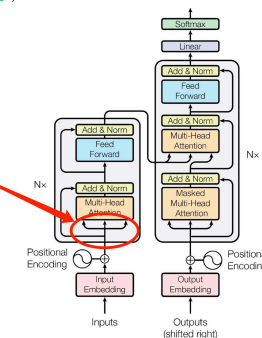 Softmax
Linear
Add & Norm
Feed
Forward
Add & Norm
Multi-Head
Attention
Add & Norm
Masked
Multi-Head
Attention
Nx
Add & Norm
Feed
Forward
Nx
Add & Norm
Multi-Head
Attention
Positional
Encoding
Input
Embedding
Inputs
Positiona
Encodin
Output
Embedding
Outputs
(shifted right)